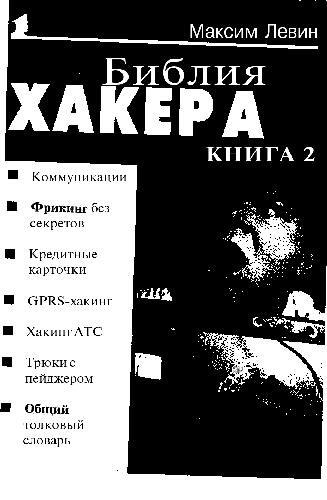 Максим Левин
Библия
ХАКЕРА
КНИГА 2
Коммуникации
Фрикинг без
секретов
Кредитные
карточки
GPRS-хакинг
Хакинг АТС
Трюки с
пейджером
Общий
толковый
словарь